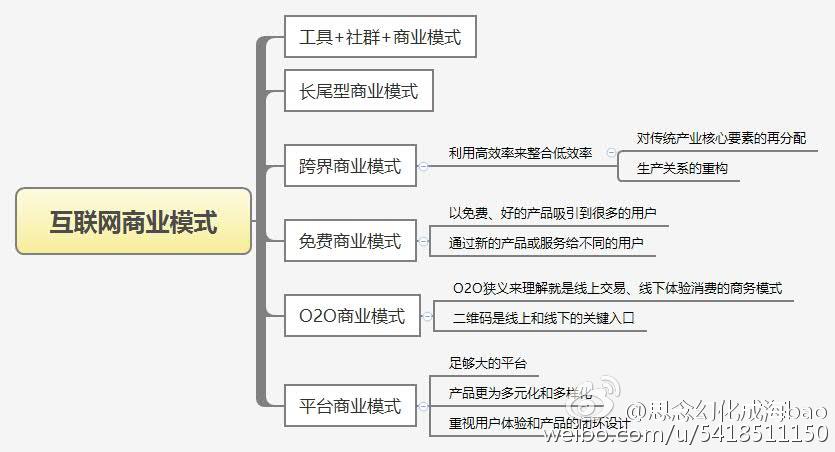 互联网商业模式
工具+社群+商业模式
长尾型商业模式
跨界商业模式
利用高效率来整合低效率
对传统产业核心要素的再分配
生产关系的重构
免费商业模式
以免费、好的产品吸引到很多的用户
通过新的产品或服务给不同的用户
O2O商业模式
O2O狭义来理解就是线上交易、线下体验消费的商务模式
二维码是线上和线下的关键入口
平台商业模式
足够大的平台
产品更为多元化和多样化
重视用户体验和产品的闭环设计
@思念幻化成海bao
weibo.com/u/5418511150